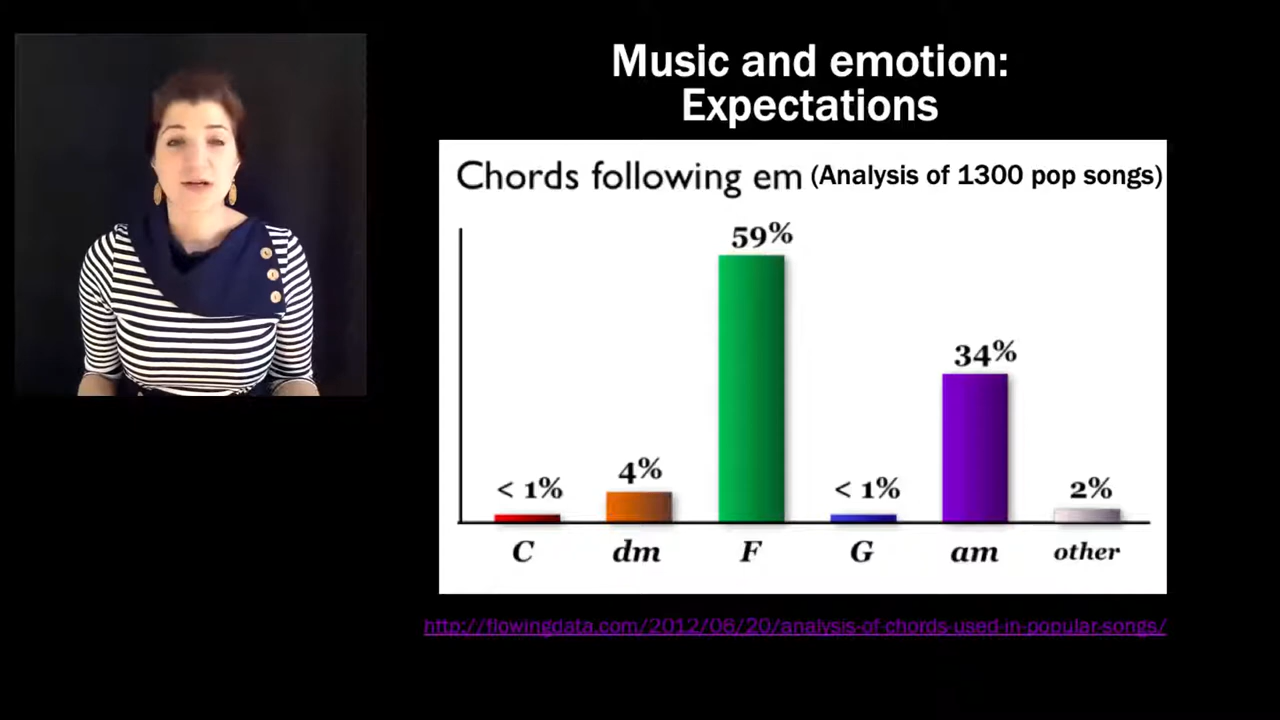 Music and emotion:
Expectations
Chords following em (Analysis of 1300 pop songs)
59%
34%
4%
< 1%
< 1%
2%
C dm F G am other
http://flowingdata.com/2012/06/20/analysis-of-chords-used-in-popular-songs/